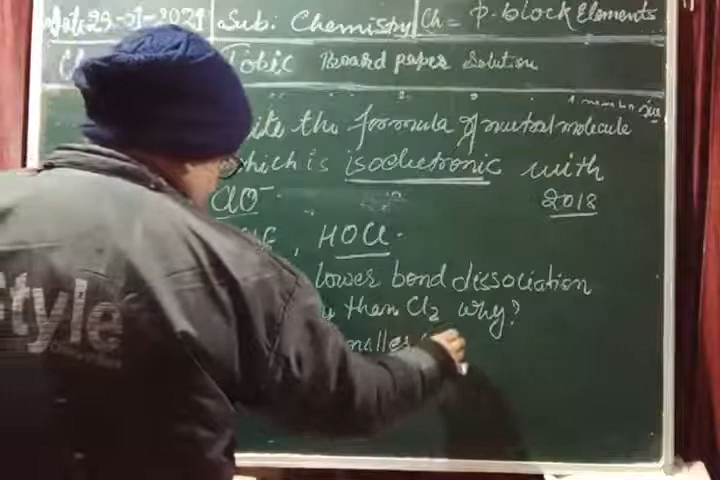 Date 29-01-2021 Sub: Chemistry Ch = p-block Elements
Topic Board paper Solution
ite the formula of neutral molecule
which is isoelectronic with
ClO⁻ 2018
, HOCl.
lower bond dissociation
than Cl₂ why?
style